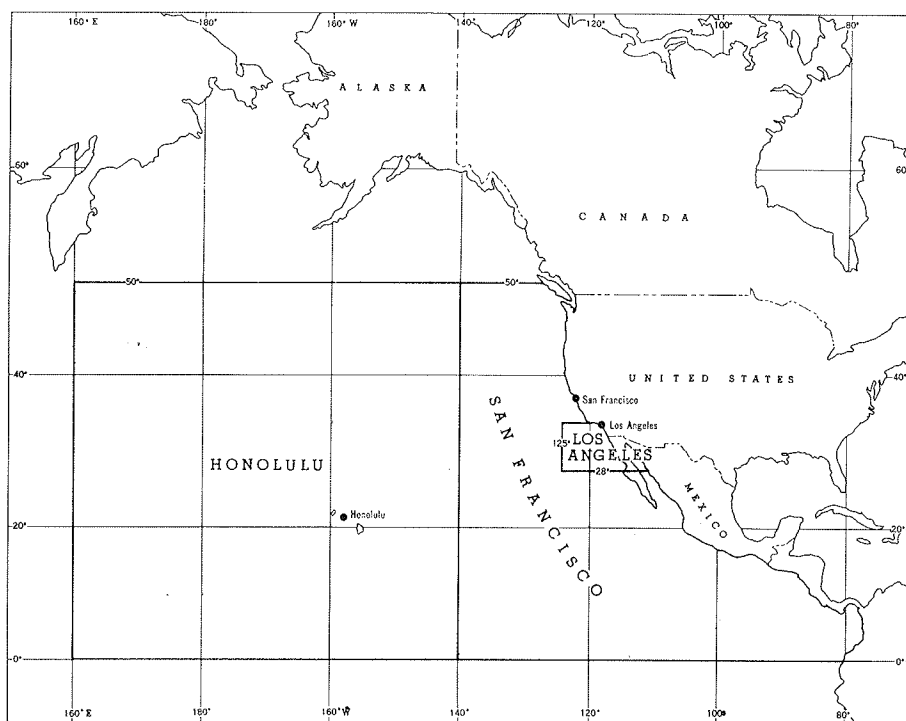 160° E 180° 160° W 140° 120° 100° 80°
ALASKA
60° 60°
CANADA
50° 50°
40° 40°
UNITED STATES
San Francisco
SAN FRANCISCO
Los Angeles
LOS
125°
ANGELES
HONOLULU
28°
MEXICO
Honolulu
20° 20° 20°
0° 0°
160° E 180° 160° W 140° 120° 100° 80°